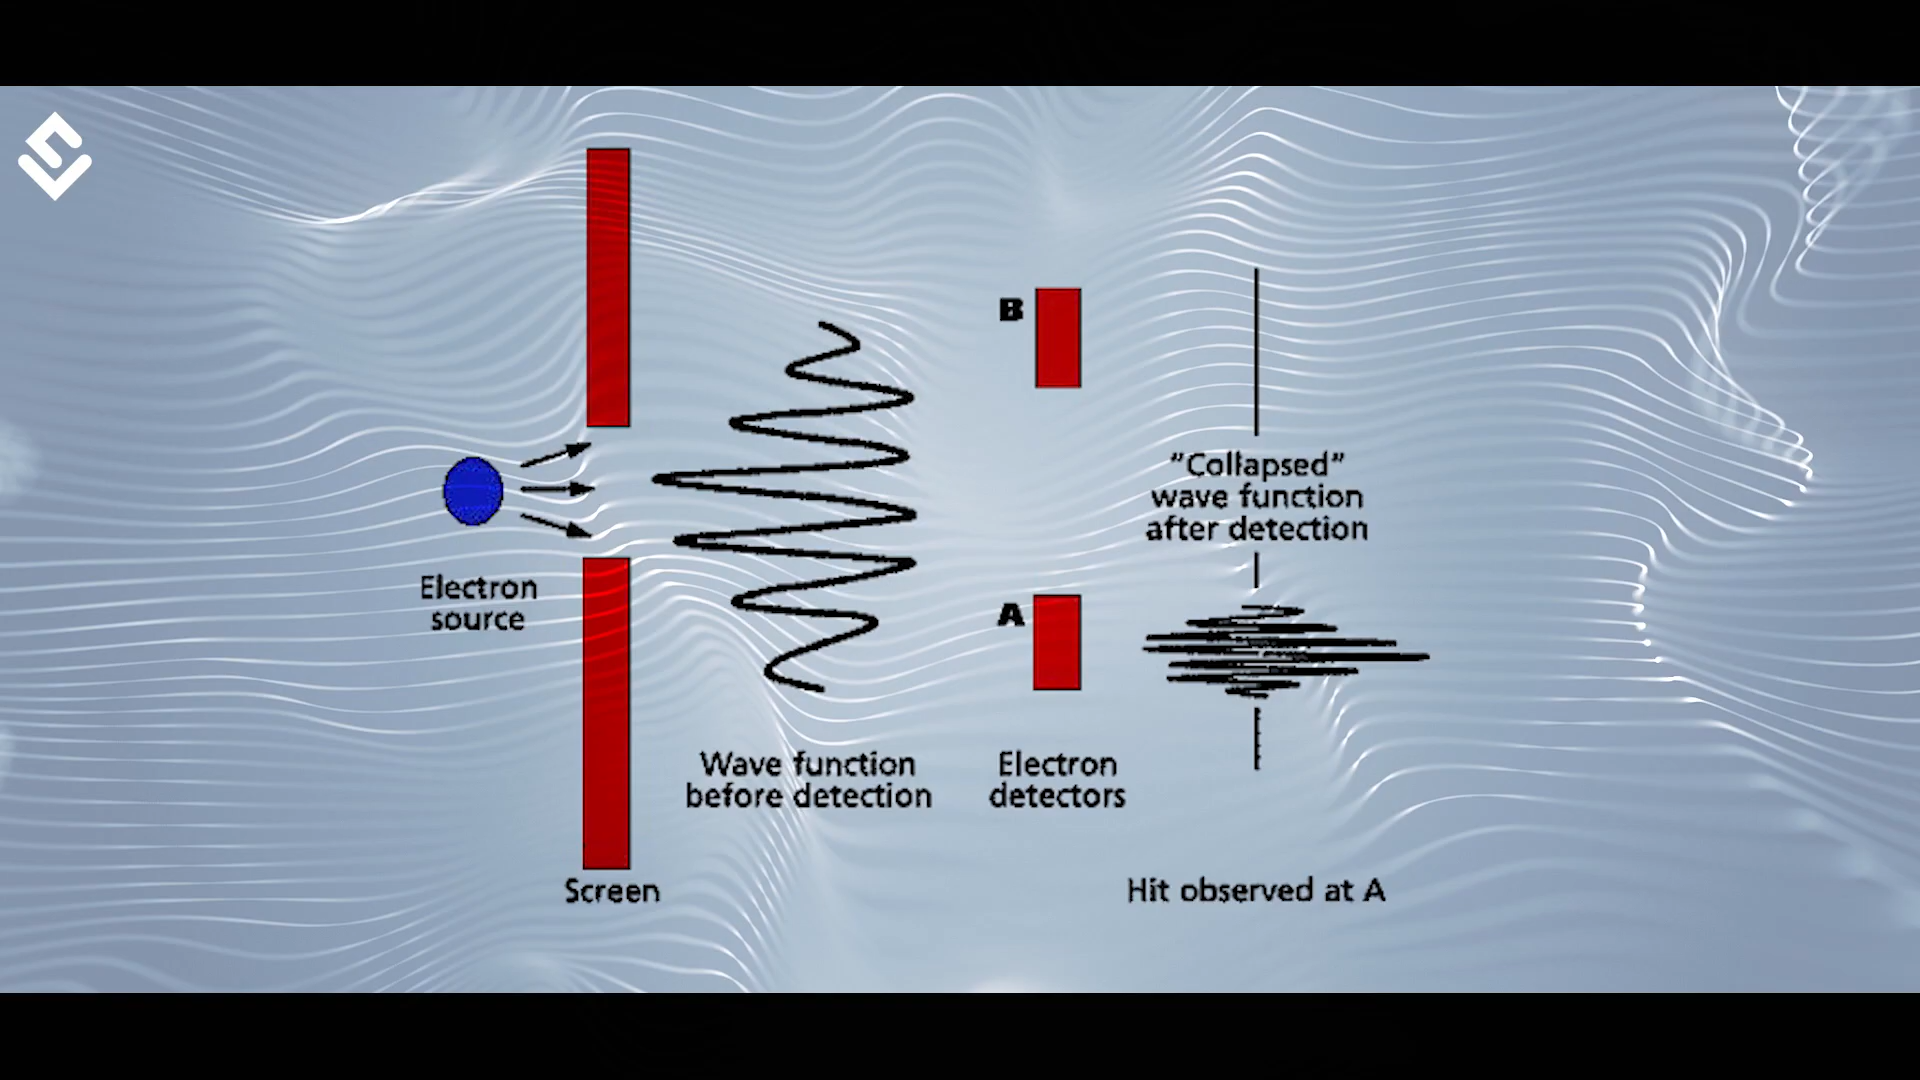 B
"Collapsed"
wave function
after detection
Electron
source
A
Wave function
before detection
Electron
detectors
Screen
Hit observed at A